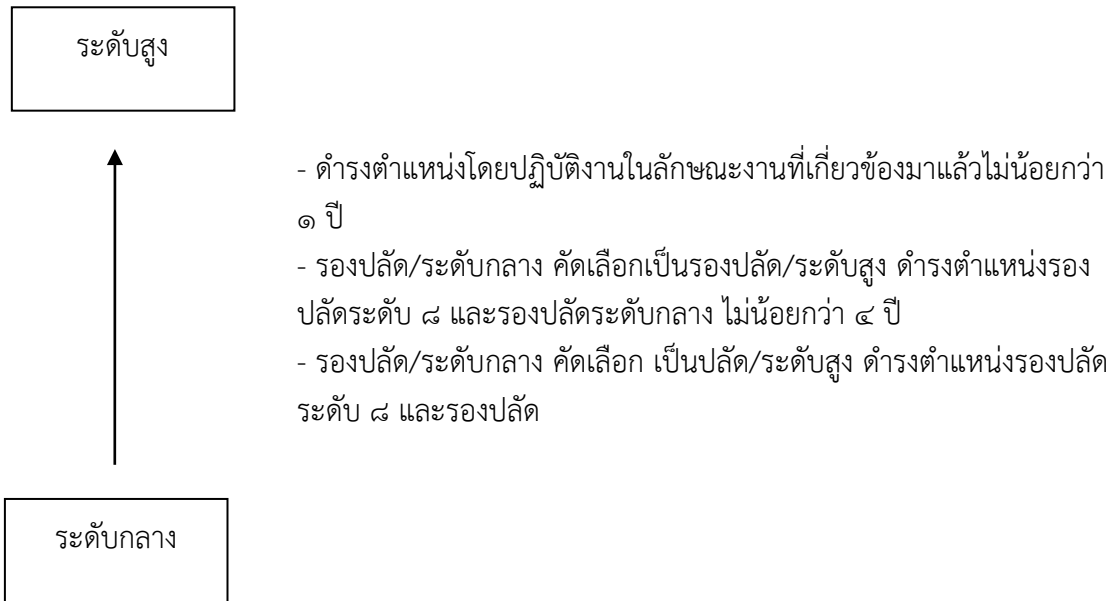 ระดับสูง
- ดำรงตำแหน่งโดยปฏิบัติงานในลักษณะงานที่เกี่ยวข้องมาแล้วไม่น้อยกว่า
๑ ปี
- รองปลัด/ระดับกลาง คัดเลือกเป็นรองปลัด/ระดับสูง ดำรงตำแหน่งรอง
ปลัดระดับ ๘ และรองปลัดระดับกลาง ไม่น้อยกว่า ๔ ปี
- รองปลัด/ระดับกลาง คัดเลือก เป็นปลัด/ระดับสูง ดำรงตำแหน่งรองปลัด
ระดับ ๘ และรองปลัด
ระดับกลาง